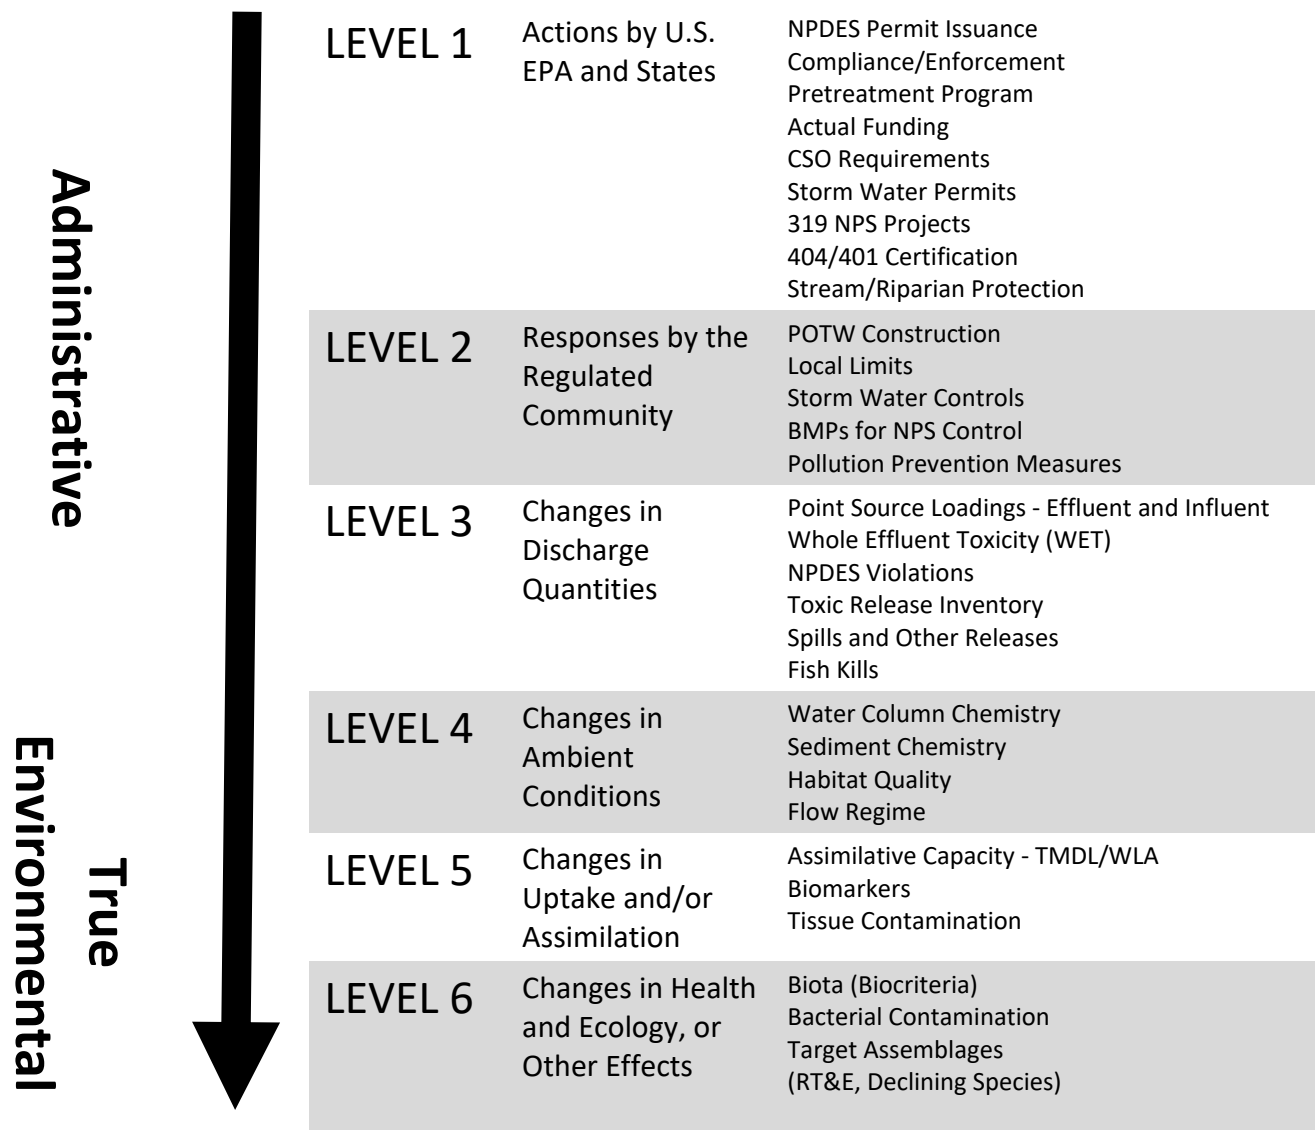 Administrative
True
Environmental
LEVEL 1
Actions by U.S.
EPA and States
NPDES Permit Issuance
Compliance/Enforcement
Pretreatment Program
Actual Funding
CSO Requirements
Storm Water Permits
319 NPS Projects
404/401 Certification
Stream/Riparian Protection
LEVEL 2
Responses by the
Regulated
Community
POTW Construction
Local Limits
Storm Water Controls
BMPs for NPS Control
Pollution Prevention Measures
LEVEL 3
Changes in
Discharge
Quantities
Point Source Loadings - Effluent and Influent
Whole Effluent Toxicity (WET)
NPDES Violations
Toxic Release Inventory
Spills and Other Releases
Fish Kills
LEVEL 4
Changes in
Ambient
Conditions
Water Column Chemistry
Sediment Chemistry
Habitat Quality
Flow Regime
LEVEL 5
Changes in
Uptake and/or
Assimilation
Assimilative Capacity - TMDL/WLA
Biomarkers
Tissue Contamination
LEVEL 6
Changes in Health
and Ecology, or
Other Effects
Biota (Biocriteria)
Bacterial Contamination
Target Assemblages
(RT&E, Declining Species)